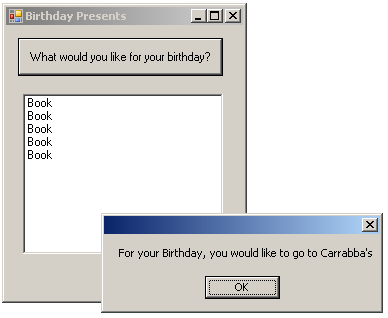 Birthday Presents
What would you like for your birthday?
Book
Book
Book
Book
Book
For your Birthday, you would like to go to Carrabba's
OK